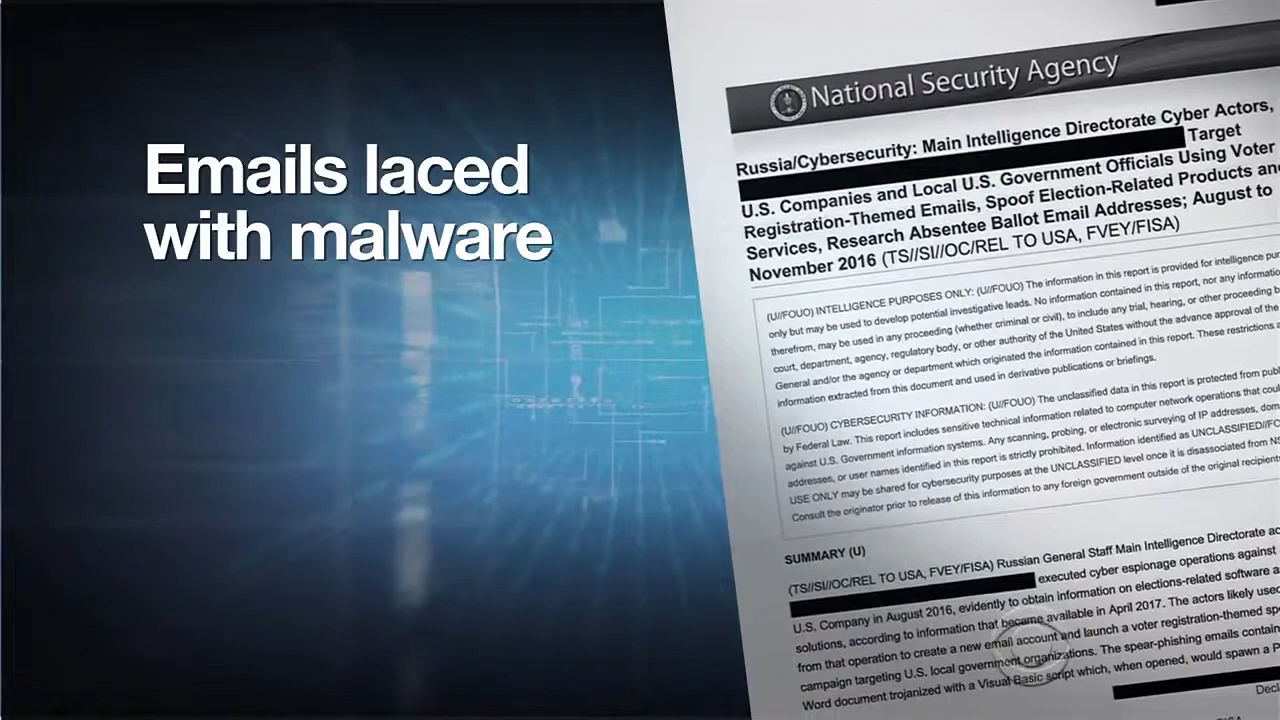 Emails laced
with malware
National Security Agency
Russia/Cybersecurity: Main Intelligence Directorate Cyber Actors,
Target
U.S. Companies and Local U.S. Government Officials Using Voter
Registration-Themed Emails, Spoof Election-Related Products and
Services, Research Absentee Ballot Email Addresses; August to
November 2016 (TS//SI//OC/REL TO USA, FVEY/FISA)
(U//FOUO) INTELLIGENCE PURPOSES ONLY: (U//FOUO) The information in this report is provided for intelligence
only but may be used to develop potential investigative leads. No information contained in this report, nor any
therefrom, may be used in any proceeding (whether criminal or civil), to include any trial, hearing, or other proceeding
court, department, agency, regulatory body, or other authority of the United States without the advance approval of the
General and/or the agency or department which originated the information contained in this report. These restrictions
information extracted from this document and used in derivative publications or briefings.
(U//FOUO) CYBERSECURITY INFORMATION: (U//FOUO) The unclassified data in this report is protected from
by Federal Law. This report includes sensitive technical information related to computer network operations that
against U.S. Government information systems. Any scanning, probing, or electronic surveying of IP addresses,
addresses, or user names identified in this report is strictly prohibited. Information identified as
USE ONLY may be shared for cybersecurity purposes at the UNCLASSIFIED level once it is disassociated from
Consult the originator prior to release of this information to any foreign government outside of the original
SUMMARY (U)
(TS//SI//OC/REL TO USA, FVEY/FISA) Russian General Staff Main Intelligence Directorate
executed cyber espionage operations against
U.S. Company in August 2016, evidently to obtain information on elections-related software
solutions, according to information that became available in April 2017. The actors likely used
from that operation to create a new email account and launch a voter registration-themed
campaign targeting U.S. local government organizations. The spear-phishing emails
Word document trojanized with a Visual Basic script which, when opened, would spawn a